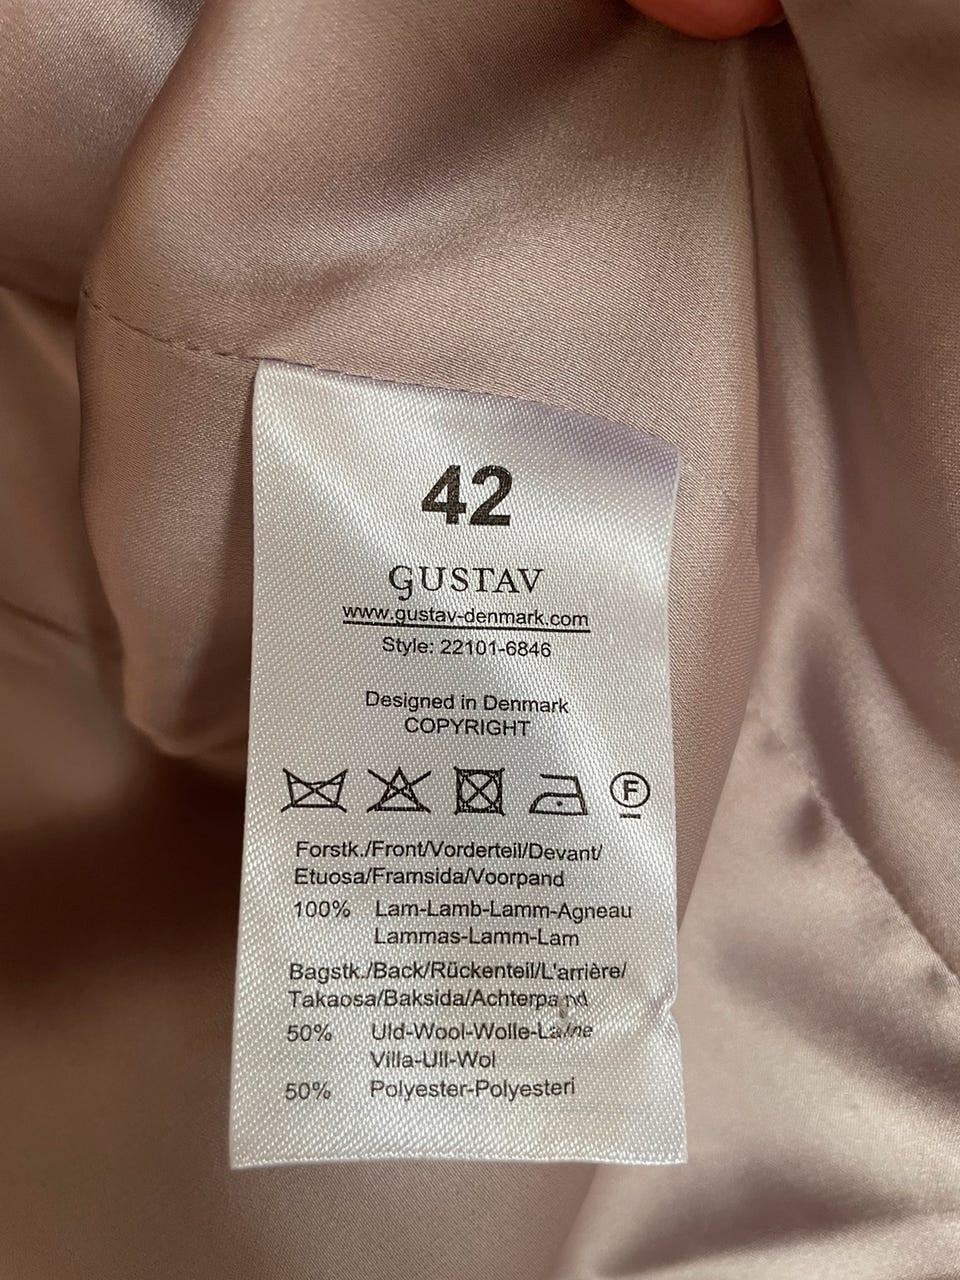 42
GUSTAV
www.gustav-denmark.com
Style: 22101-6846
Designed in Denmark
COPYRIGHT
F
Forstk./Front/Vorderteil/Devant/
Etuosa/Framsida/Voorpand
100% Lam-Lamb-Lamm-Agneau
Lammas-Lamm-Lam
Bagstk./Back/Rückenteil/L'arrière/
Takaosa/Baksida/Achterpand
50% Uld-Wool-Wolle-Laine
Villa-Ull-Wol
50% Polyester-Polyesteri